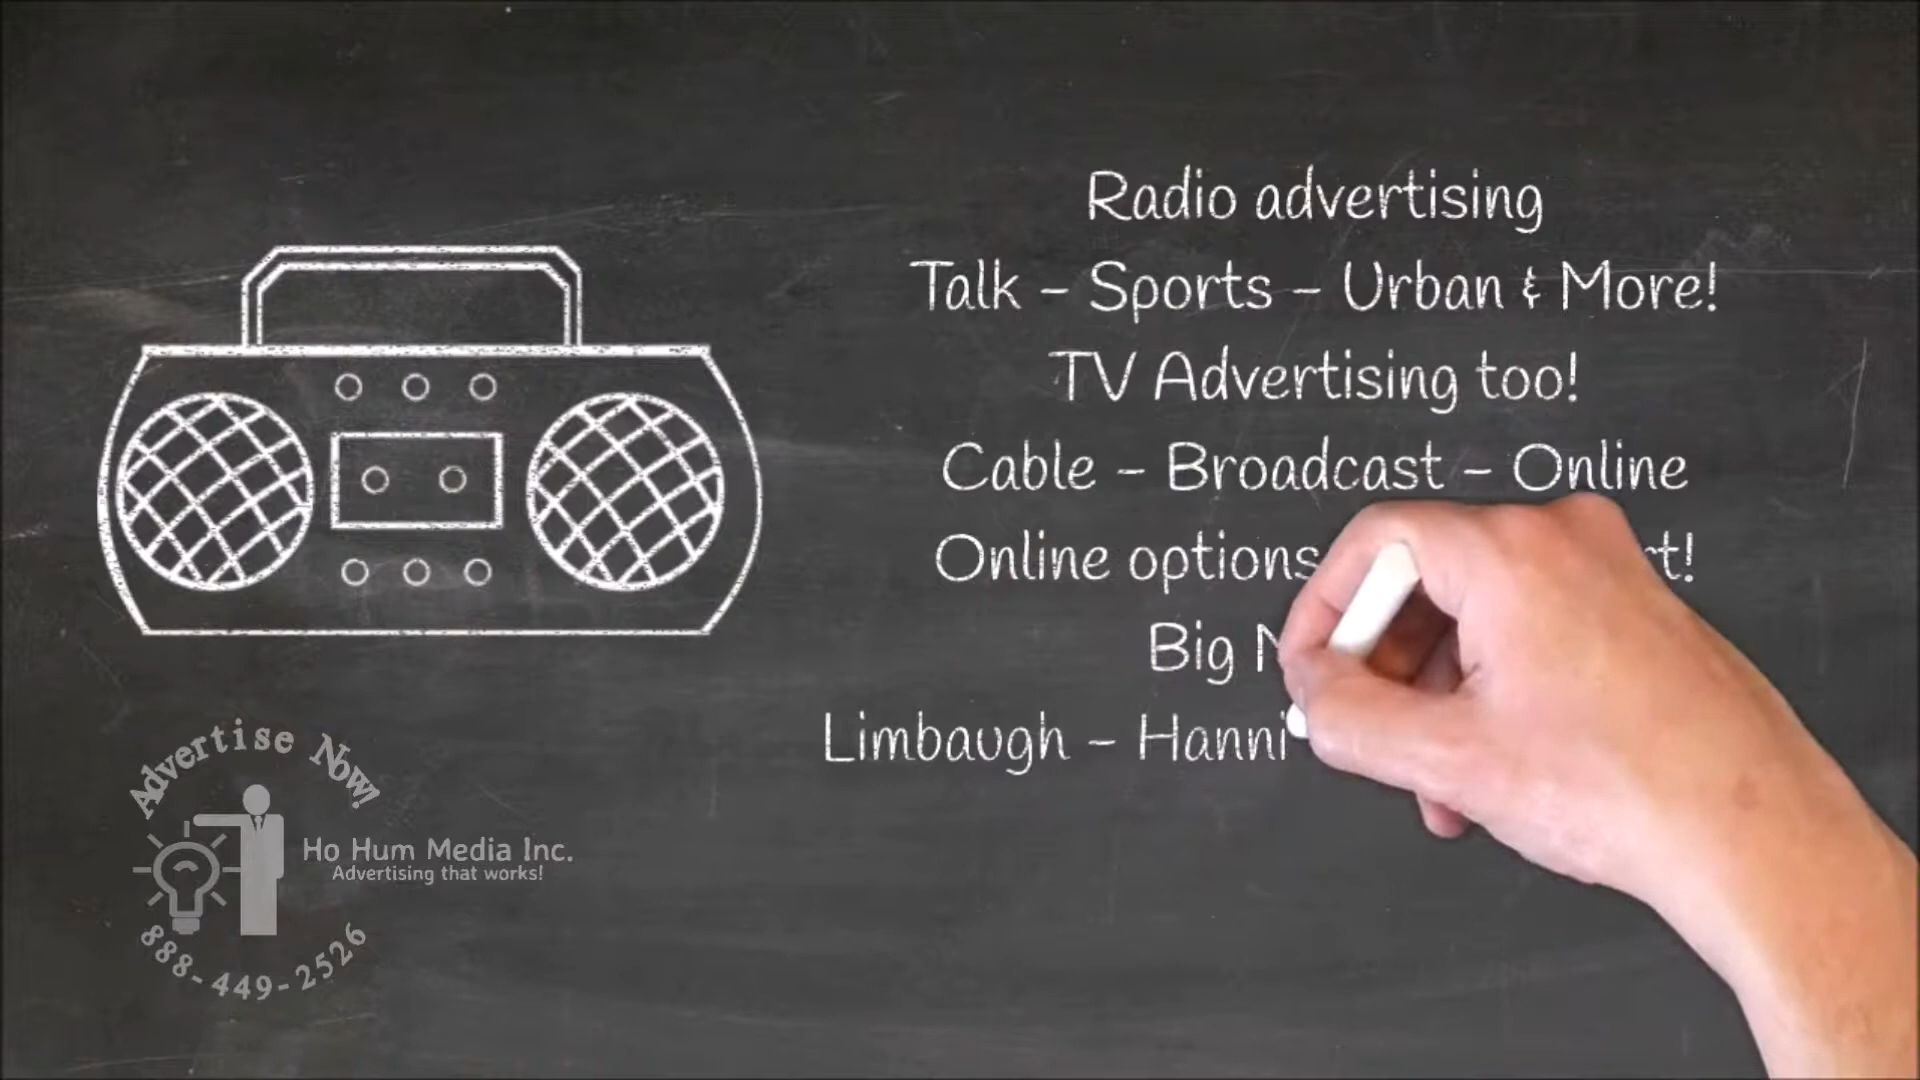 Radio advertising
Talk - Sports - Urban & More!
TV Advertising too!
Cable - Broadcast - Online
Online options
Big
Limbaugh - Hanni
Advertise Now!
Ho Hum Media Inc.
Advertising that works!
888-449-2526